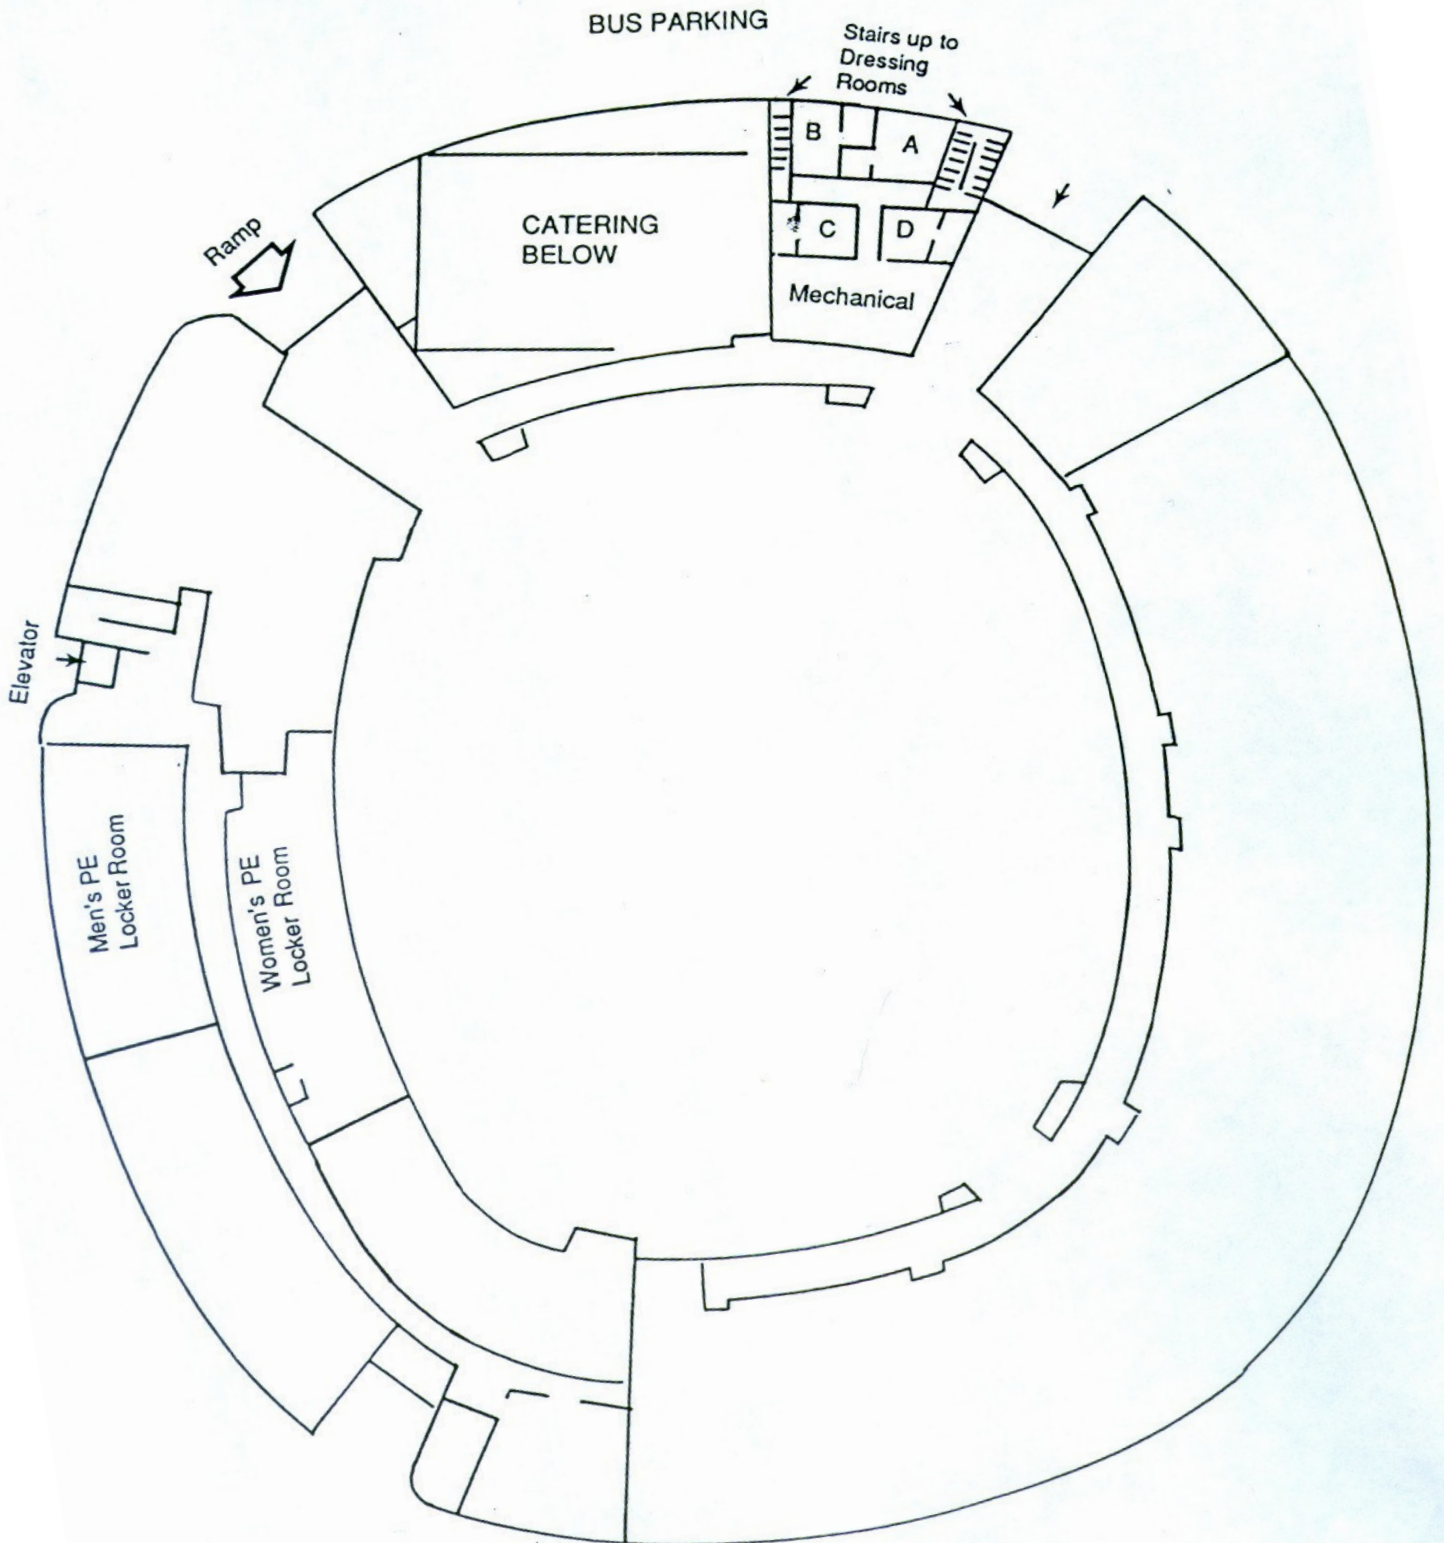 BUS PARKING
Stairs up to
Dressing
Rooms
B
A
Ramp
CATERING
BELOW
C
D
Mechanical
Elevator
Men's PE
Locker Room
Women's PE
Locker Room